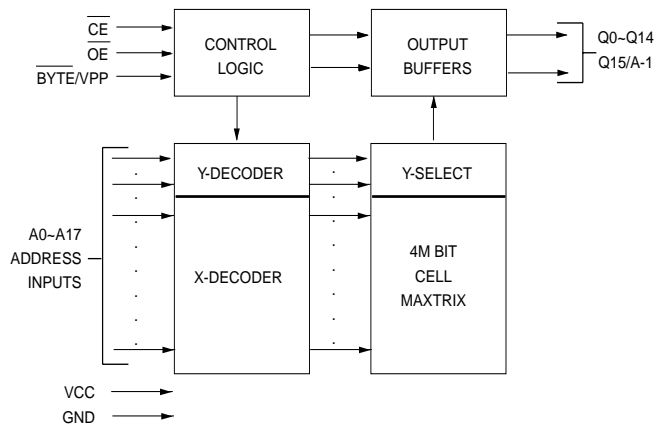 CE
OE
BYTE/VPP
CONTROL
LOGIC
OUTPUT
BUFFERS
Q0~Q14
Q15/A-1
A0~A17
ADDRESS
INPUTS
Y-DECODER
X-DECODER
Y-SELECT
4M BIT
CELL
MAXTRIX
VCC
GND